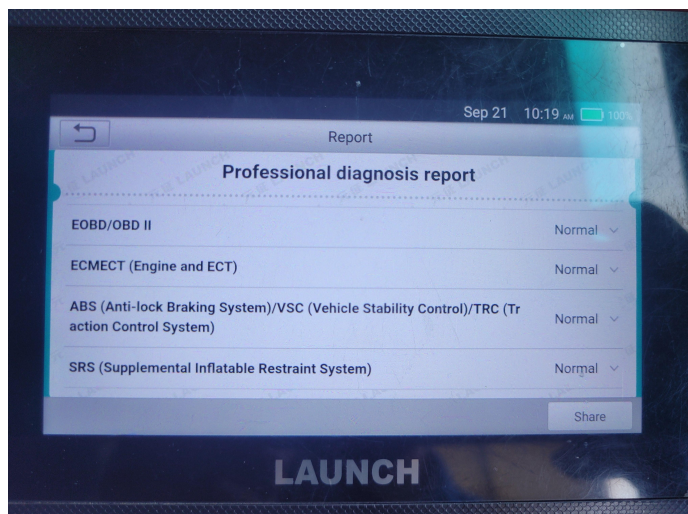 Sep 21 10:19 AM 100%
Report
Professional diagnosis report
EOBD/OBD II Normal
ECMECT (Engine and ECT) Normal
ABS (Anti-lock Braking System)/VSC (Vehicle Stability Control)/TRC (Tr
action Control System) Normal
SRS (Supplemental Inflatable Restraint System) Normal
Share
LAUNCH